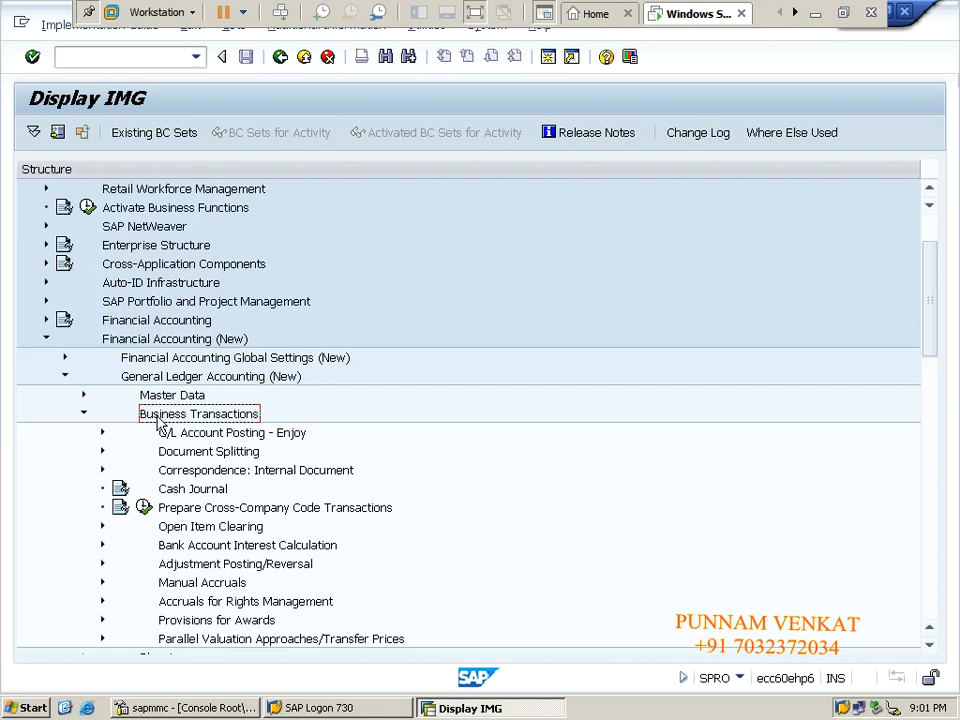 Workstation
Home
Windows S...
Display IMG
Existing BC Sets
BC Sets for Activity
Activated BC Sets for Activity
Release Notes
Change Log
Where Else Used
Structure
Retail Workforce Management
Activate Business Functions
SAP NetWeaver
Enterprise Structure
Cross-Application Components
Auto-ID Infrastructure
SAP Portfolio and Project Management
Financial Accounting
Financial Accounting (New)
Financial Accounting Global Settings (New)
General Ledger Accounting (New)
Master Data
Business Transactions
G/L Account Posting - Enjoy
Document Splitting
Correspondence: Internal Document
Cash Journal
Prepare Cross-Company Code Transactions
Open Item Clearing
Bank Account Interest Calculation
Adjustment Posting/Reversal
Manual Accruals
Accruals for Rights Management
Provisions for Awards
Parallel Valuation Approaches/Transfer Prices
PUNNAM VENKAT
+91 7032372034
SAP
SPRO
ecc60ehp6
INS
Start
sapmmc - [Console Root\...
SAP Logon 730
Display IMG
9:01 PM